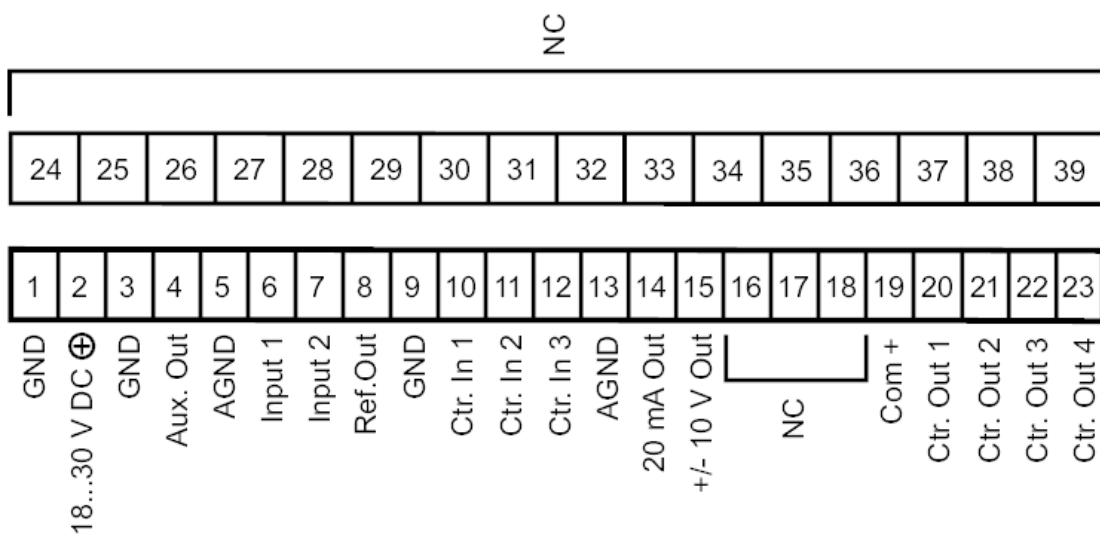 NC
24 25 26 27 28 29 30 31 32 33 34 35 36 37 38 39
1 2 3 4 5 6 7 8 9 10 11 12 13 14 15 16 17 18 19 20 21 22 23
GND
18...30 V DC ⊕
GND
Aux. Out
AGND
Input 1
Input 2
Ref.Out
GND
Ctr. In 1
Ctr. In 2
Ctr. In 3
AGND
20 mA Out
+/- 10 V Out
NC
Com +
Ctr. Out 1
Ctr. Out 2
Ctr. Out 3
Ctr. Out 4